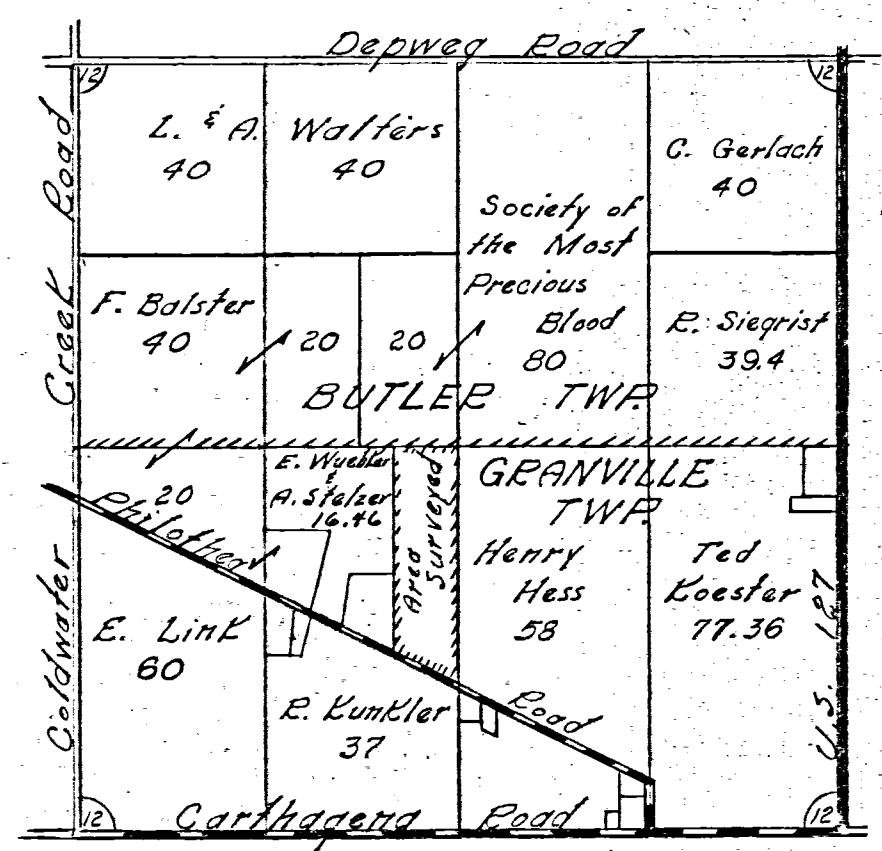 Depweg Road
12
12
L. & A. Walters
40
40
C. Gerlach
40
Society of
the Most
Precious
Blood
80
Coldwater Creek Road
F. Balster
40
20
20
R. Siegrist
39.4
BUTLER TWP.
E. Wuebker
&
A. Stelzer
16.46
Area
Surveyed
GRANVILLE
TWP.
20
Philothea Road
Henry
Hess
58
Ted
Koester
77.36
E. Link
60
R. Kunkler
37
U.S. 127
12
Carthagena Road
12